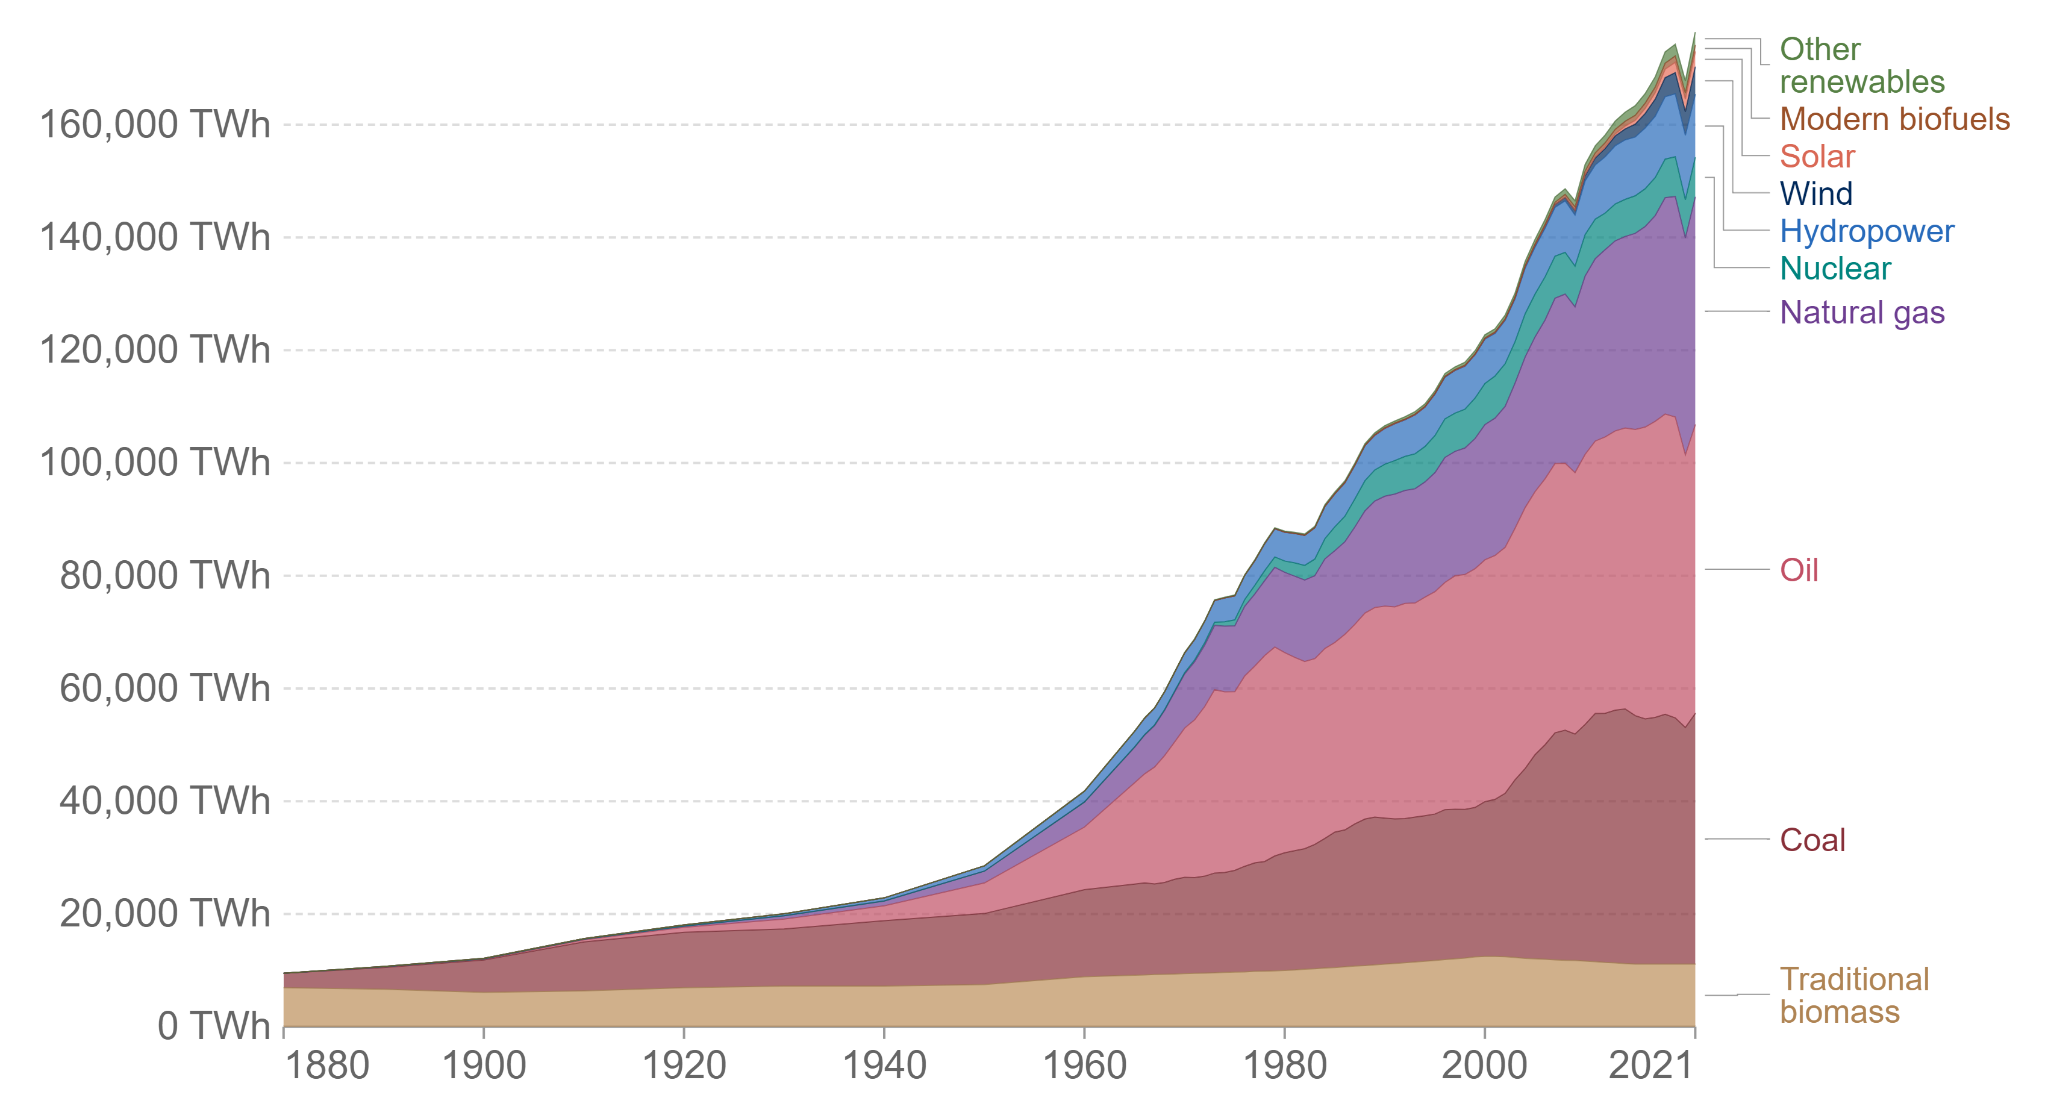 160,000 TWh
140,000 TWh
120,000 TWh
100,000 TWh
80,000 TWh
60,000 TWh
40,000 TWh
20,000 TWh
0 TWh
1880 1900 1920 1940 1960 1980 2000 2021
Other
renewables
Modern biofuels
Solar
Wind
Hydropower
Nuclear
Natural gas
Oil
Coal
Traditional
biomass